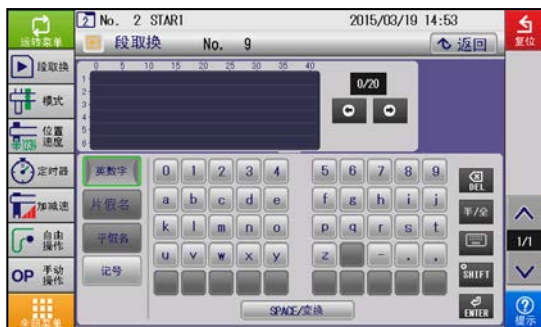 2 No. 2 STAR1 2015/03/19 14:53
运转菜单
复位
段取换 No. 9 返回
段取换
0 5 10 15 20 25 30 35 40
1
2
3
4
5
6
0/20
模式
位置
速度
定时器
加减速
自由
操作
OP 手动
操作
全部菜单
英数字 0 1 2 3 4 5 6 7 8 9 DEL
片假名 a b c d e f g h i j 半/全
平假名 k l m n o p q r s t
记号 u v w x y z - . , SHIFT
SPACE/变换 ENTER
1/1
提示